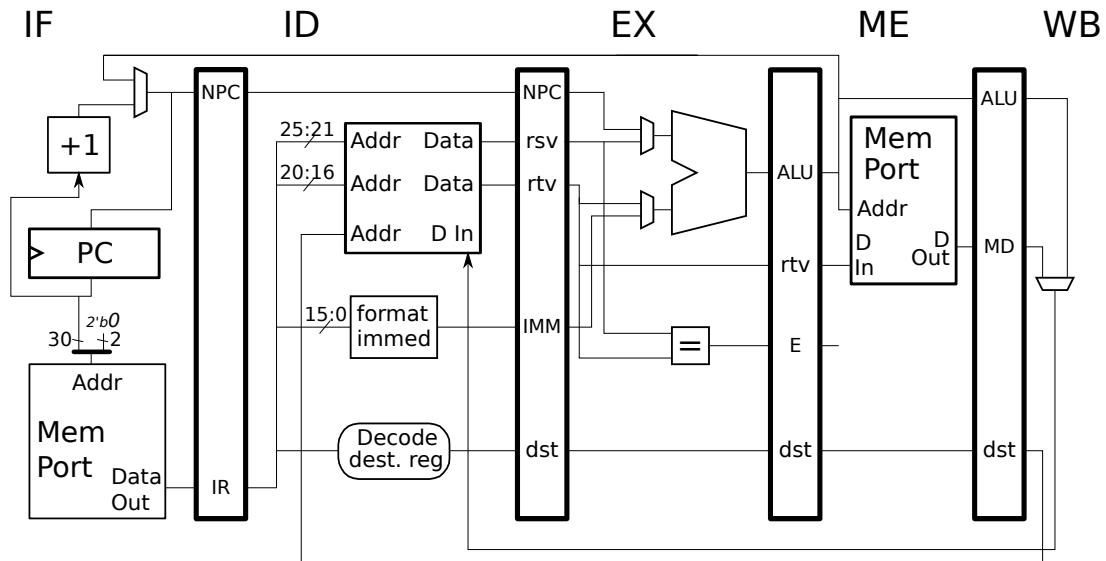 IF ID EX ME WB
NPC
NPC
ALU
+1
25:21
Addr Data
rsv
Mem
Port
20:16
Addr Data
rtv
ALU
Addr
Addr D In
PC
D
In
D
Out
rtv
MD
15:0
format
immed
IMM
30
2'b0
2
=
E
Addr
Mem
Port
Data
Out
IR
Decode
dest. reg
dst
dst
dst